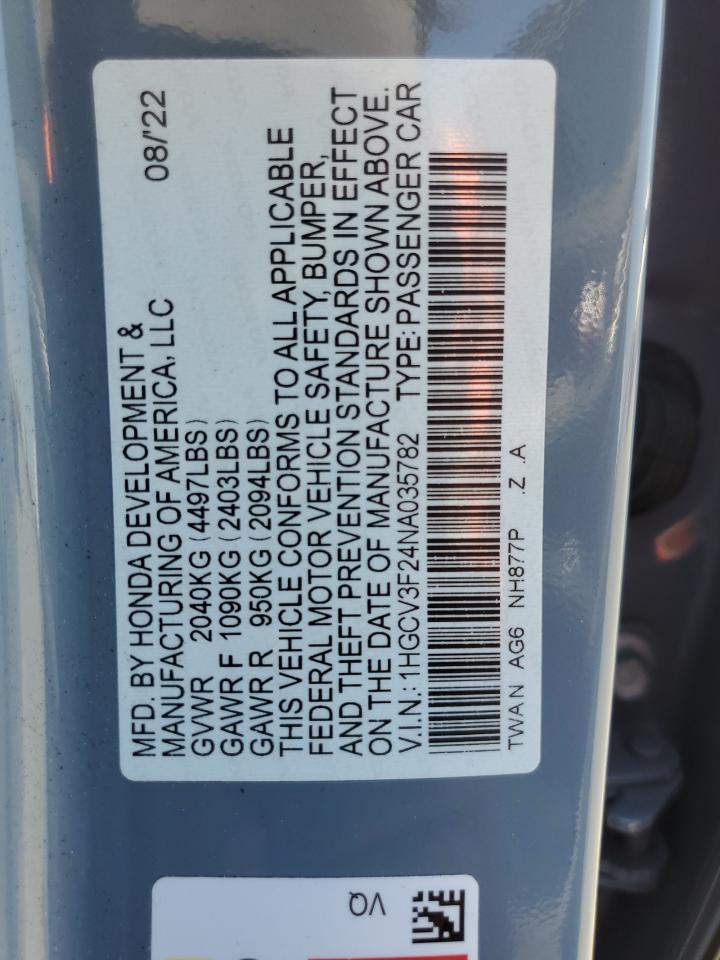 MFD. BY HONDA DEVELOPMENT & 08/'22
MANUFACTURING OF AMERICA, LLC
GVWR 2040KG (4497LBS)
GAWR F 1090KG (2403LBS)
GAWR R 950KG (2094LBS)
THIS VEHICLE CONFORMS TO ALL APPLICABLE
FEDERAL MOTOR VEHICLE SAFETY, BUMPER,
AND THEFT PREVENTION STANDARDS IN EFFECT
ON THE DATE OF MANUFACTURE SHOWN ABOVE.
V.I.N.: 1HGCV3F24NA035782 TYPE: PASSENGER CAR
TWAN AG6 NH877P .Z .A
VQ